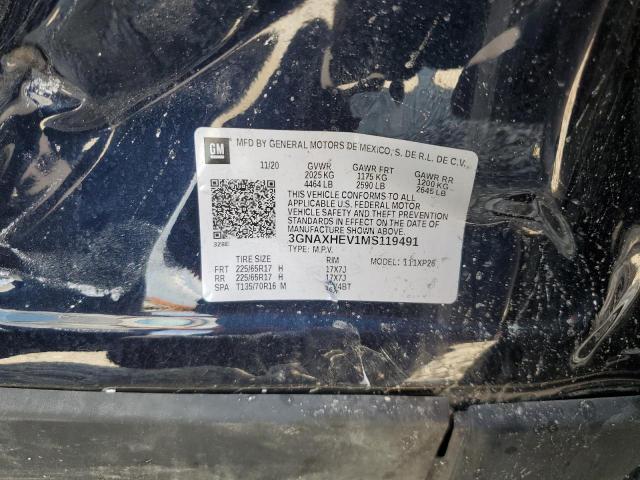 GM
MFD BY GENERAL MOTORS DE MEXICO, S. DE R.L. DE C.V.
11/20 GVWR GAWR FRT GAWR RR
2025 KG 1175 KG 1200 KG
4464 LB 2590 LB 2645 LB
THIS VEHICLE CONFORMS TO ALL
APPLICABLE U.S. FEDERAL MOTOR
VEHICLE SAFETY AND THEFT PREVENTION
STANDARDS IN EFFECT ON THE DATE OF
MANUFACTURE SHOWN ABOVE.
3GNAXHEV1MS119491
TYPE: M.P.V. MODEL: 111XP26
TIRE SIZE RIM
FRT 225/65R17 H 17X7J
RR 225/65R17 H 17X7J
SPA T135/70R16 M